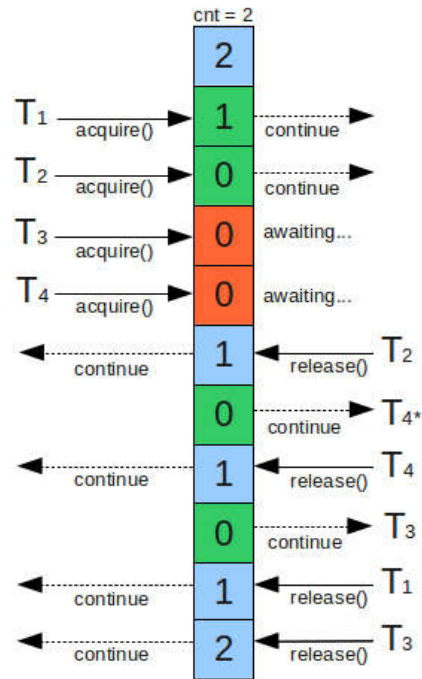 cnt = 2
2
T1 acquire() 1 continue
T2 acquire() 0 continue
T3 acquire() 0 awaiting...
T4 acquire() 0 awaiting...
continue 1 release() T2
0 continue T4*
continue 1 release() T4
0 continue T3
continue 1 release() T1
continue 2 release() T3